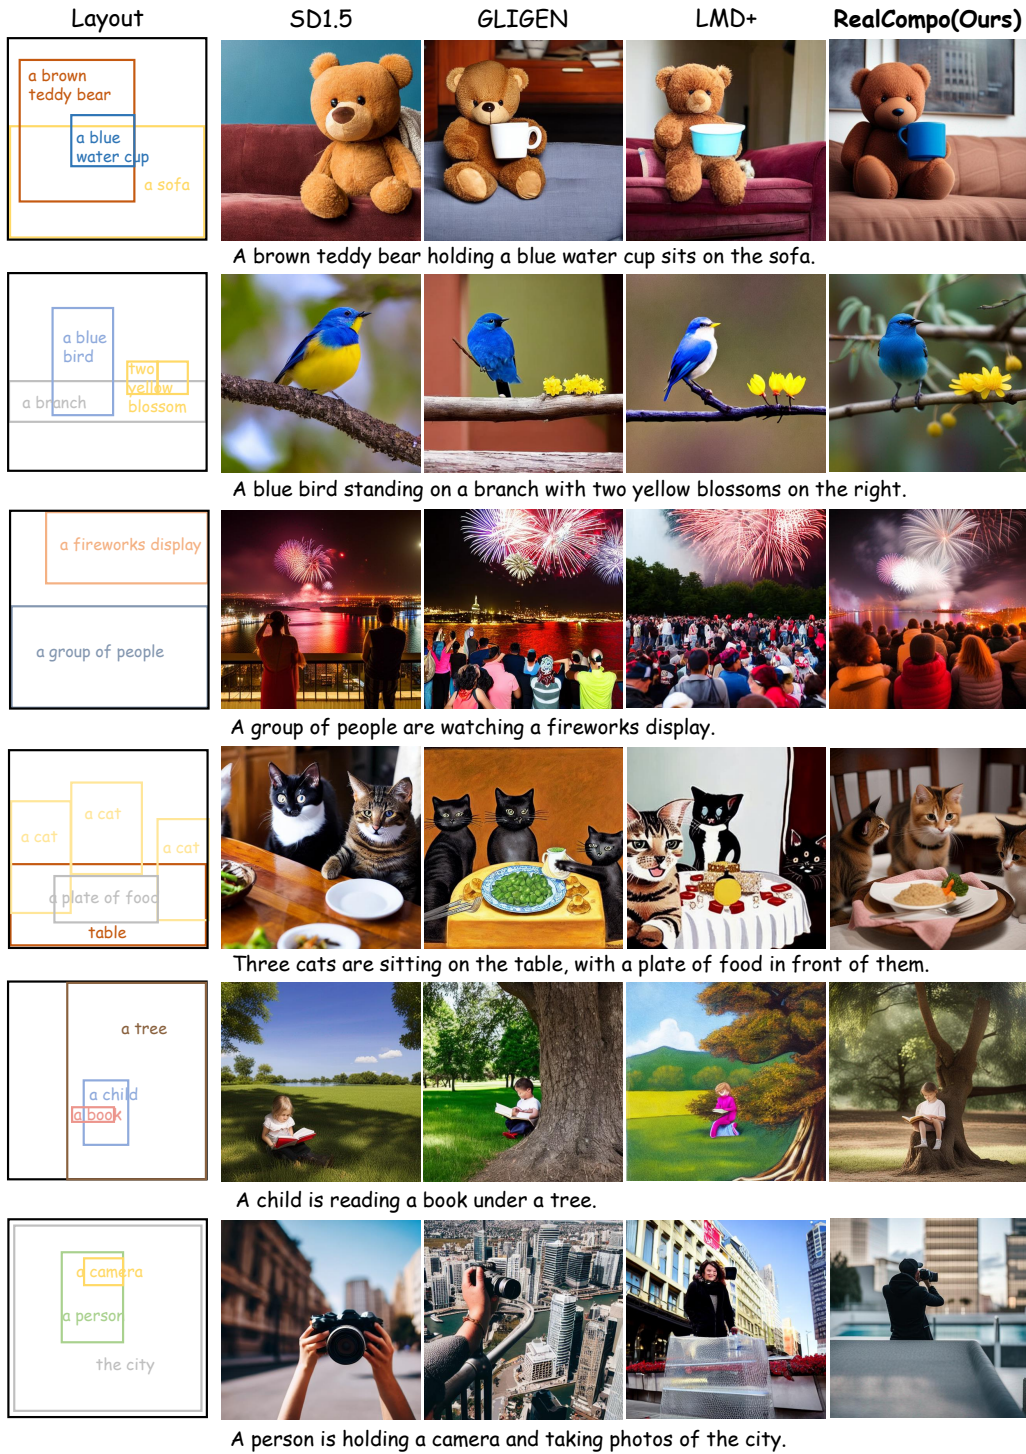 Layout
SD1.5
GLIGEN
LMD+
RealCompo(Ours)
a brown
teddy bear
a blue
water cup
a sofa
A brown teddy bear holding a blue water cup sits on the sofa.
a blue
bird
two
yellow
blossom
a branch
A blue bird standing on a branch with two yellow blossoms on the right.
a fireworks display
a group of people
A group of people are watching a fireworks display.
a cat
a cat
a cat
a plate of food
table
Three cats are sitting on the table, with a plate of food in front of them.
a tree
a child
a book
A child is reading a book under a tree.
a camera
a person
the city
A person is holding a camera and taking photos of the city.